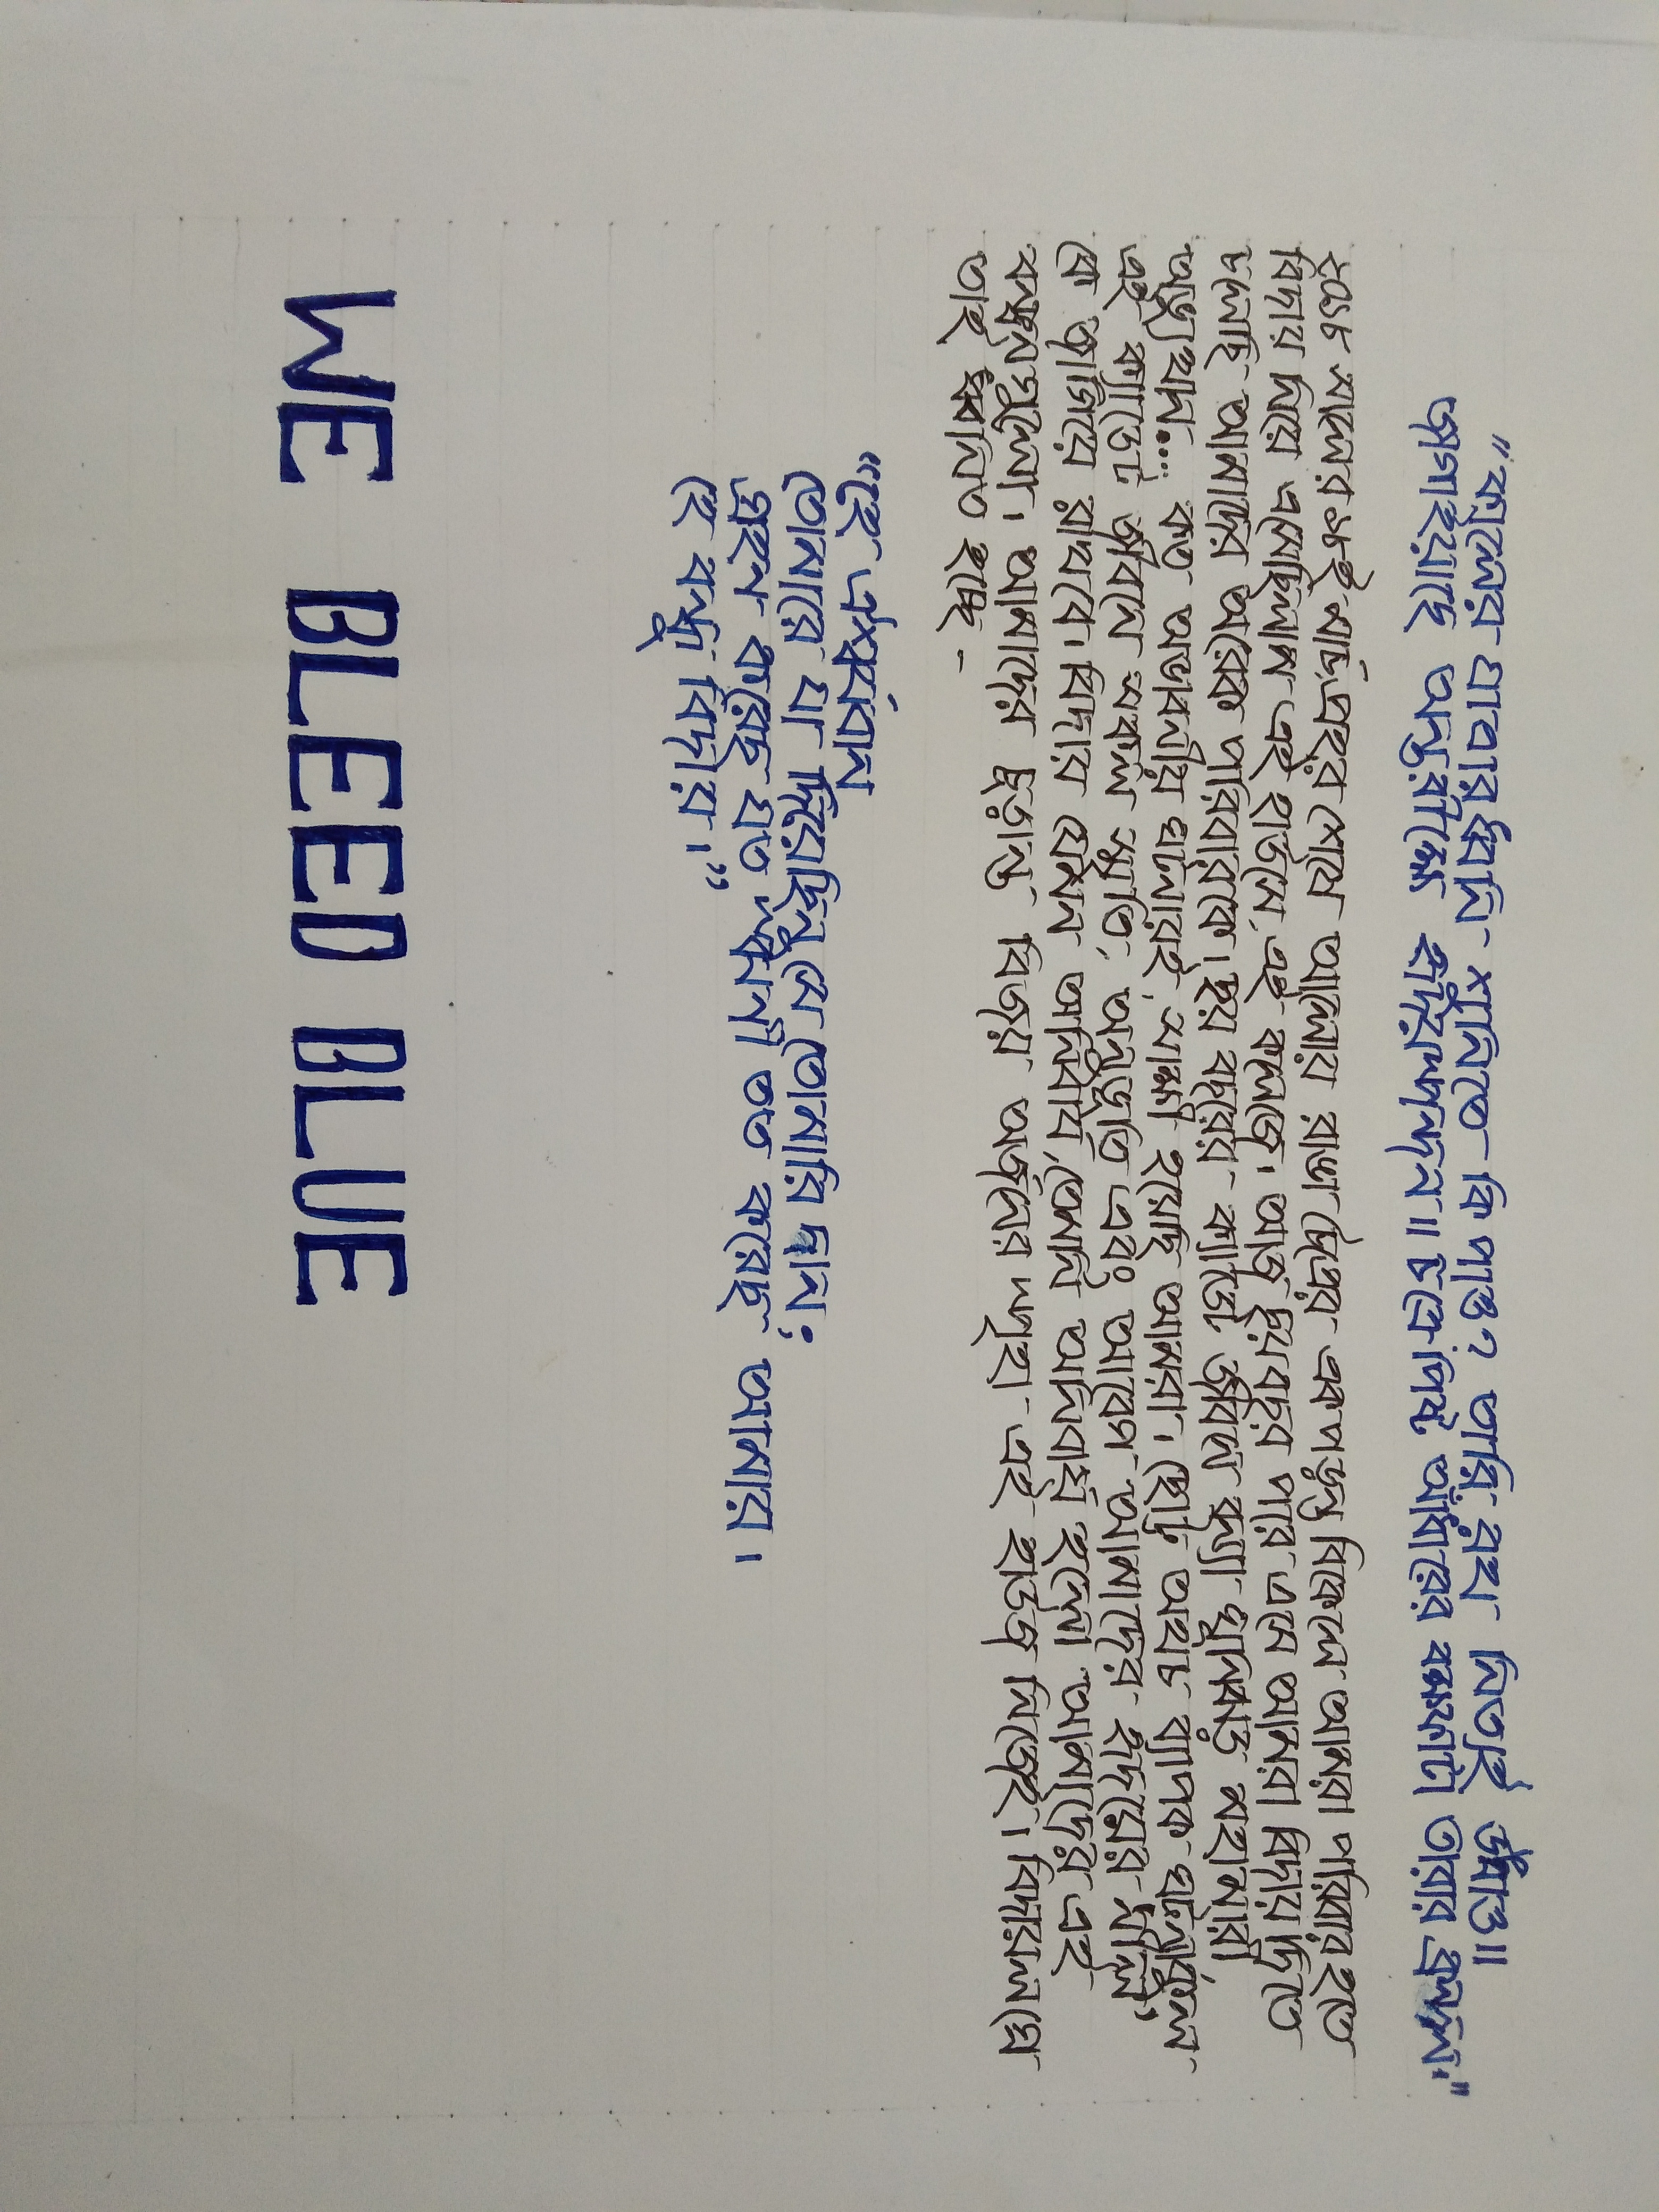 "কালের যাত্রার ধ্বনি শুনিতে কি পাও? তারি রথ নিত্যই উধাও॥
জাগাইয়াছে অন্তরীক্ষে হৃদয়স্পন্দন॥ চক্রে পিষ্ট আঁধারের বক্ষফাটা তারার ক্রন্দন।"
২০১৮ সালের ১৮ই মার্চ, প্রহর শেষে আলোয় রাঙা চৈত্রের এক পড়ন্ত বিকেলে আমরা পরিবার হতে
বিদায় নিয়ে এসেছিলাম এই হাউসে, এই কলেজে। আজ ছয় বছর পরে এসে আমরা বিদায় দিতে
চলেছি আমাদের অরেক পরিবারকে। ছয় বছরের ক্যাডেট জীবনে বন্যা ঘূর্নিঝড় মহামারী,
অভ্যুত্থান.... কত অভাবনীয় ঘটনারই সাক্ষী হয়েছি আমরা। ছোট্ট অথচ ব্যাপক ঘটনাকুল
এই ক্যাডেট জীবনে সকল স্মৃতি, অনুভূতি এবং আবেগ আমাদের হৃদয়ের 'নীল'
কে জাগিয়ে রাখবে। বিদায় যেমন অনিবার্য, তেমনি অনিবার্য হলো আমাদের এই
বন্ধনগুলো। আমাদের চূড়ান্ত বিজয় অর্জনের স্পৃহা এই হাউজ নিজেই। বিদায়লগ্নে
তাই ধ্বনিত হচ্ছে -
"হে ঐশ্বর্যবান
তোমারে যা দিয়েছিনু সে তোমারি দান;
গ্রহন করেছ যত ঋণী তত করেছ আমায়।
হে বন্ধু বিদায়।"
WE BLEED BLUE